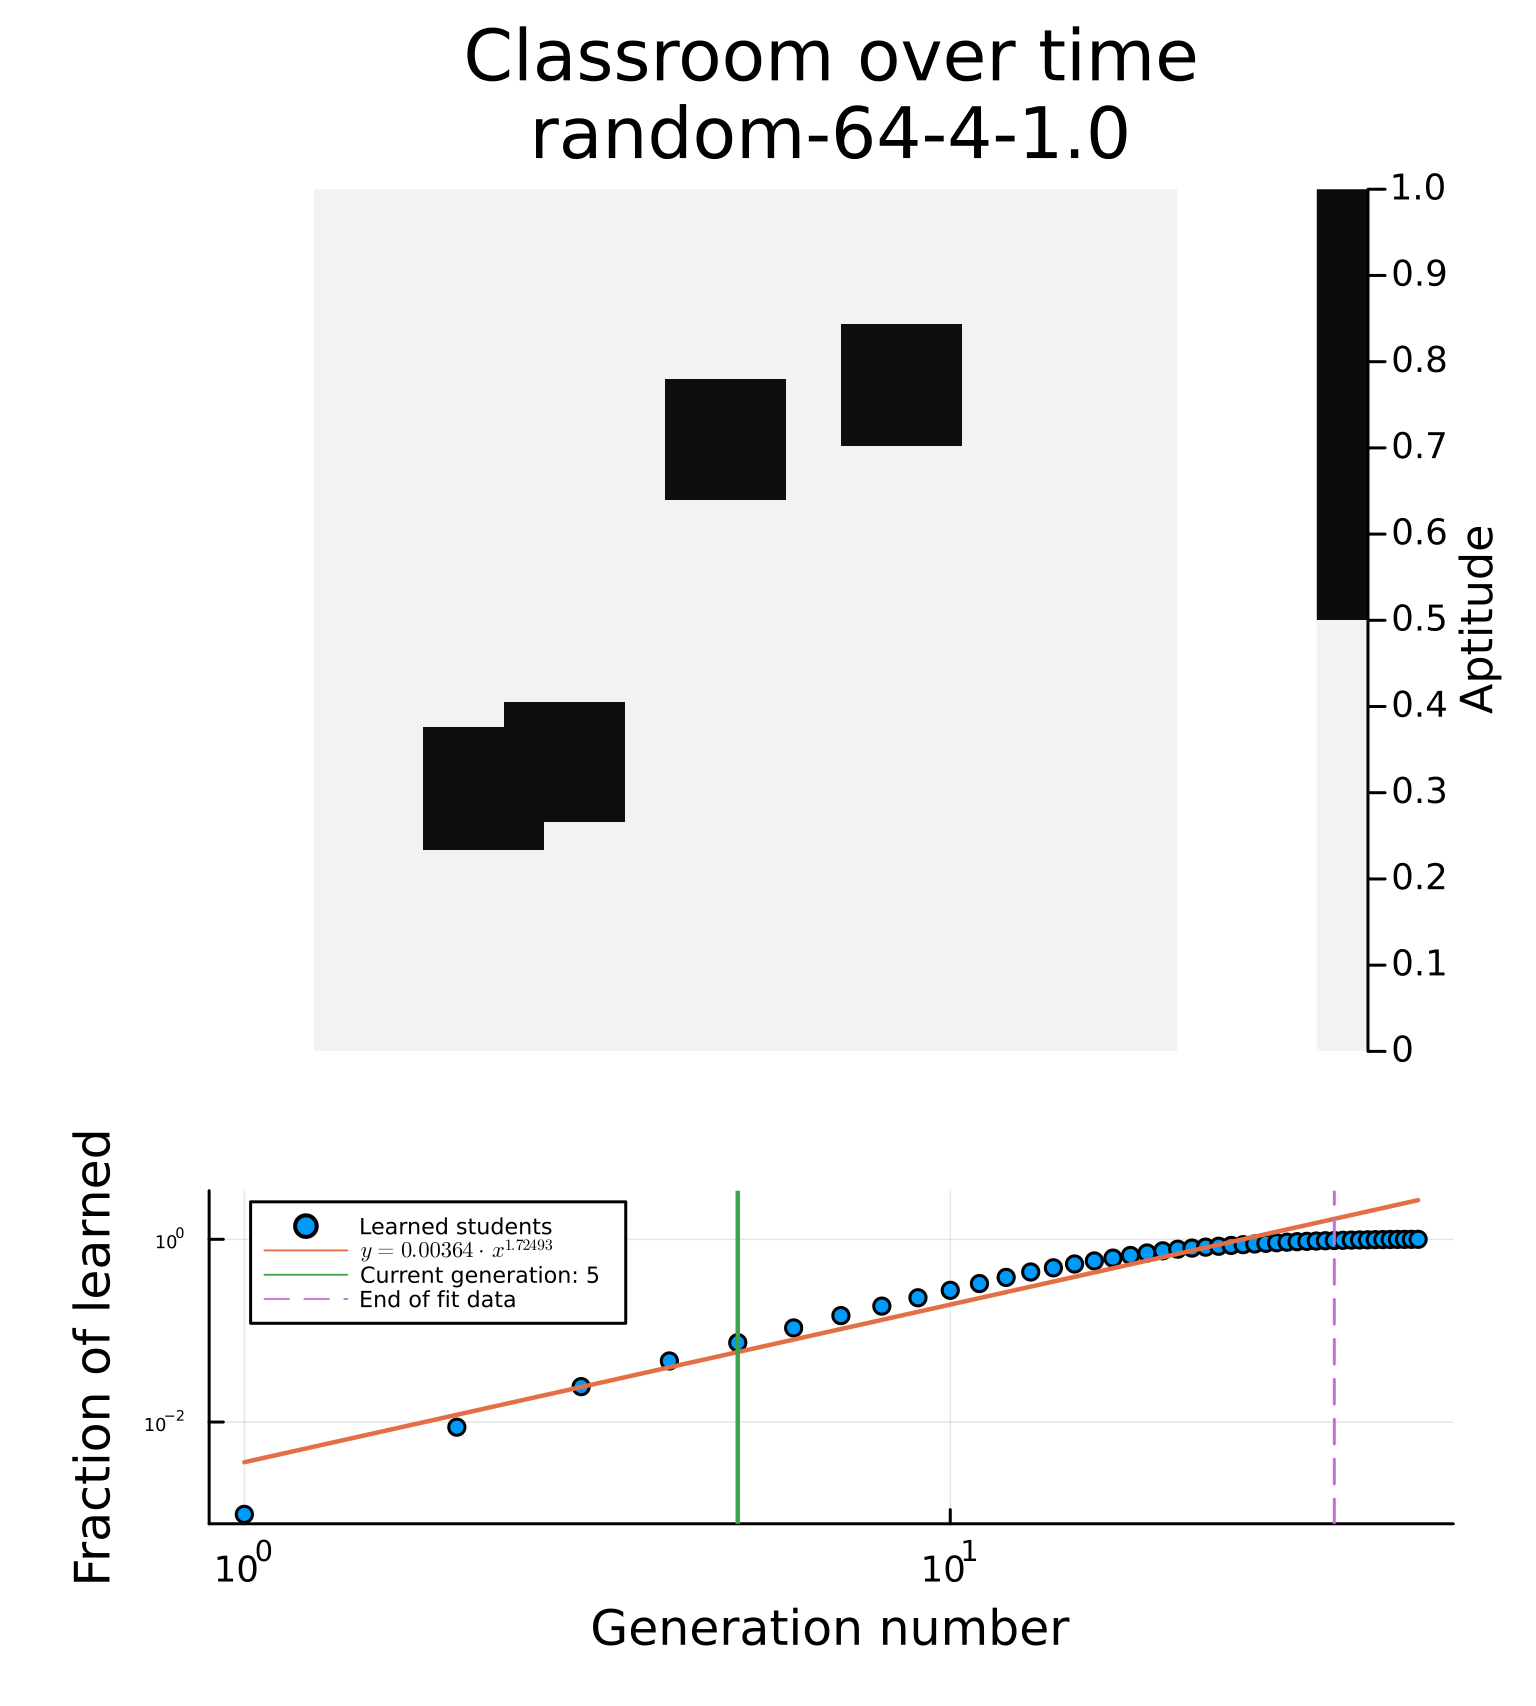 Classroom over time
random-64-4-1.0
1.0
0.9
0.8
0.7
0.6
0.5
0.4
0.3
0.2
0.1
0
Aptitude
Fraction of learned
10^0
10^-2
Learned students
y = 0.00364 · x^1.72493
Current generation: 5
End of fit data
10^0
10^1
Generation number